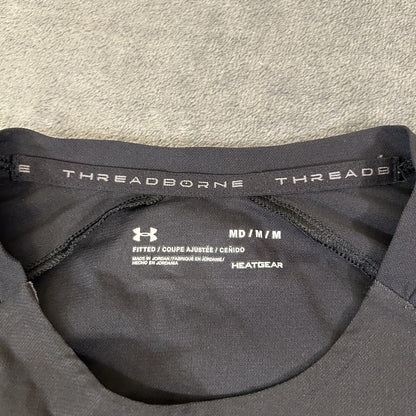 E THREADBORNE THREADB
MD / M / M
FITTED / COUPE AJUSTÉE / CEÑIDO
MADE IN JORDAN / FABRIQUÉ EN JORDANIE /
HECHO EN JORDANIA
HEATGEAR